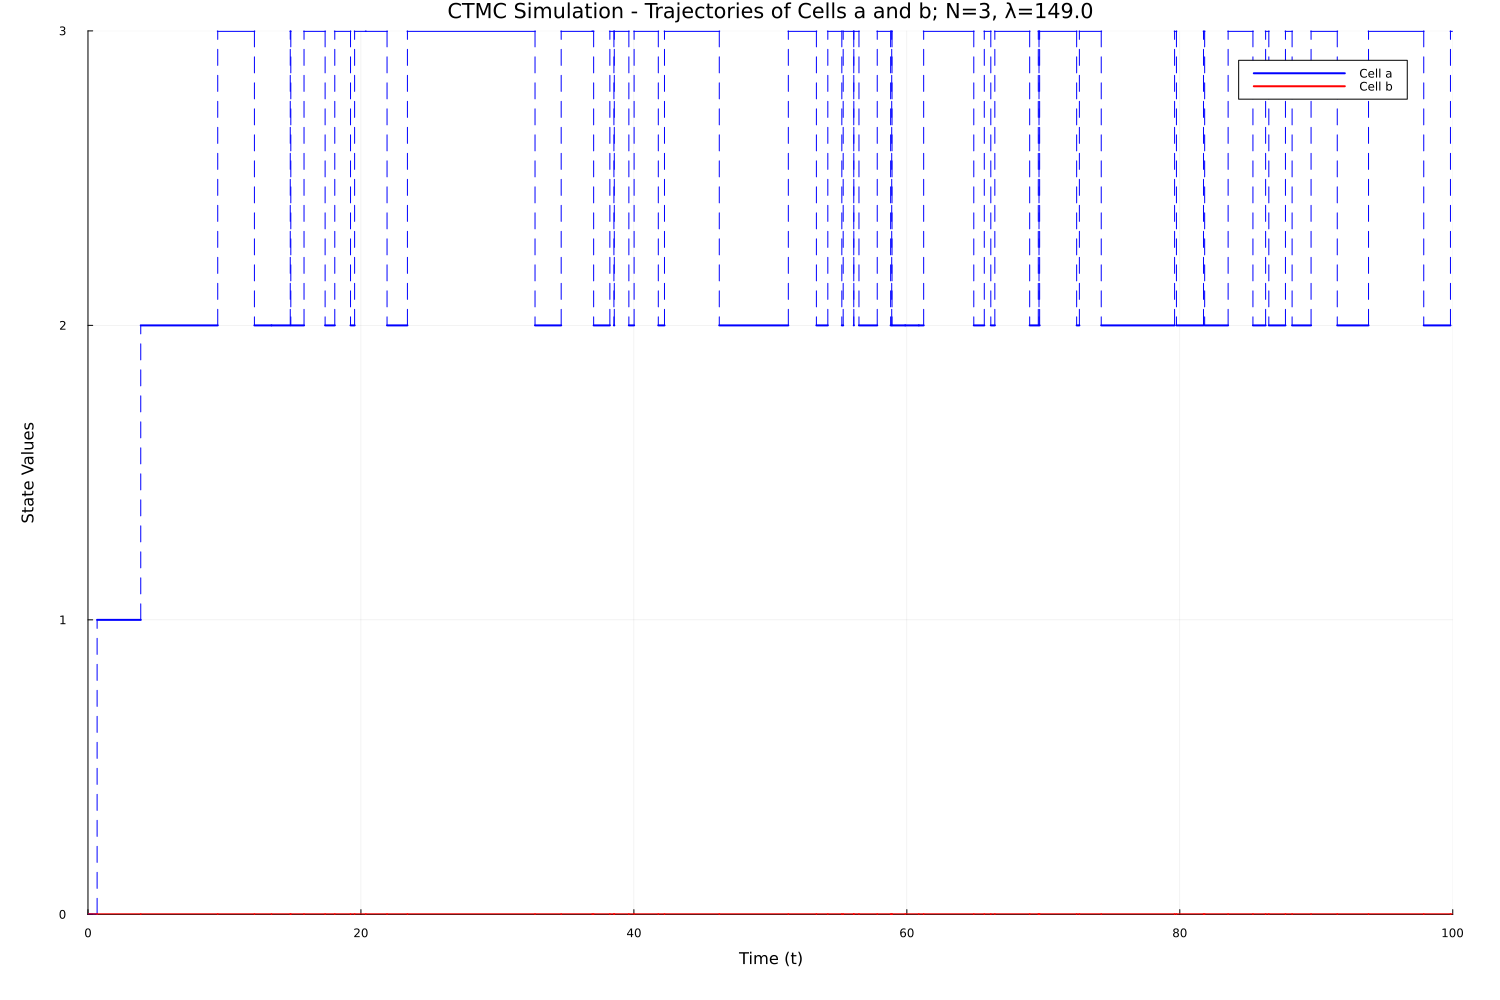 CTMC Simulation - Trajectories of Cells a and b; N=3, λ=149.0
3
Cell a
Cell b
2
State Values
1
0
0 20 40 60 80 100
Time (t)